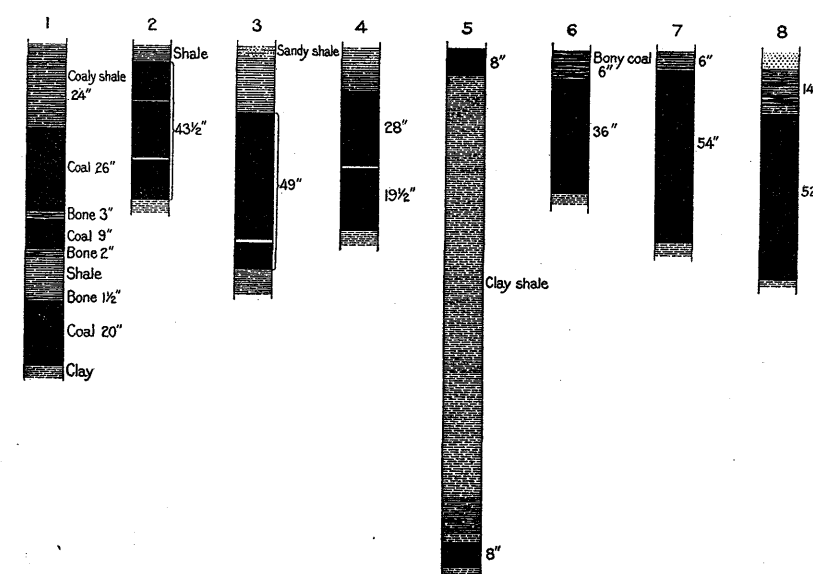 1
Coaly shale
24"
Coal 26"
Bone 3"
Coal 9"
Bone 2"
Shale
Bone 1½"
Coal 20"
Clay
2
Shale
43½"
3
Sandy shale
49"
4
28"
19½"
5
8"
Clay shale
8"
6
Bony coal
6"
36"
7
6"
54"
8
14
52